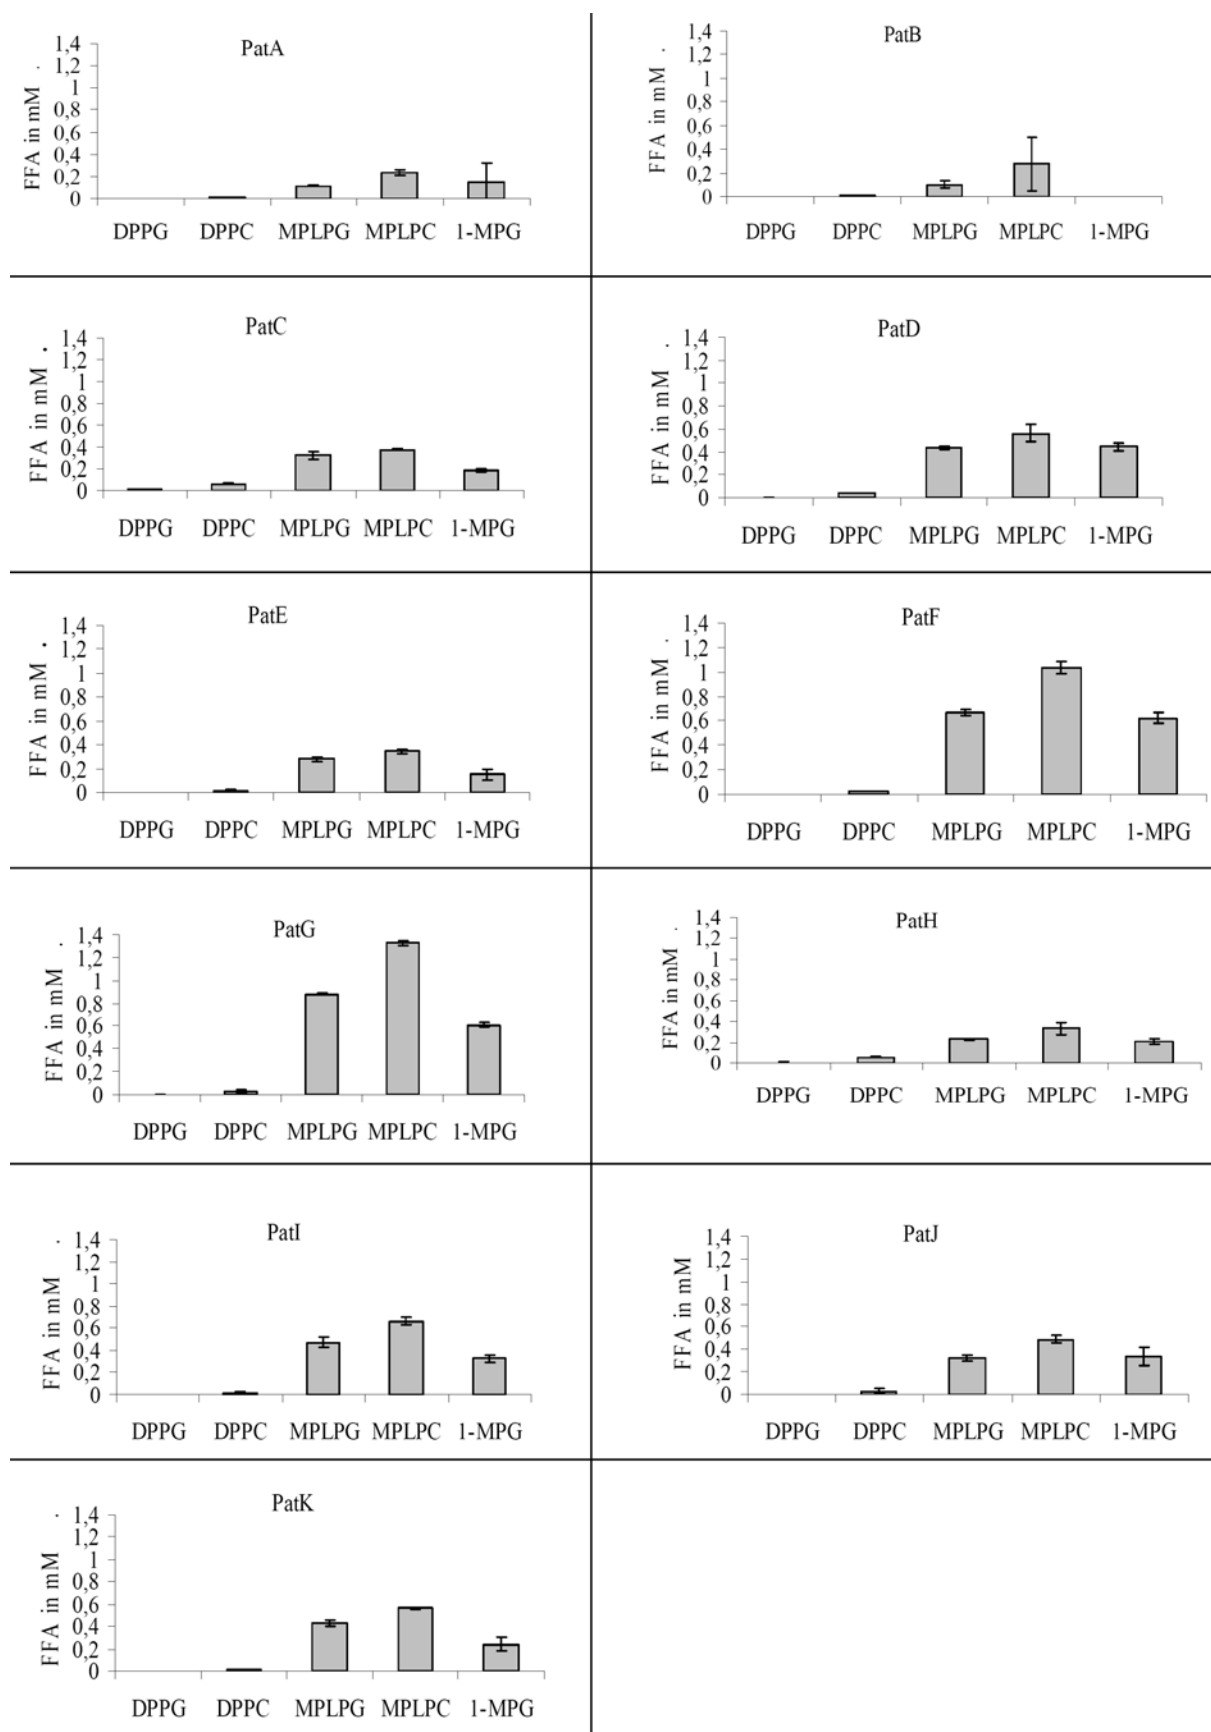 PatA
FFA in mM .
1,4
1,2
1
0,8
0,6
0,4
0,2
0
DPPG DPPC MPLPG MPLPC 1-MPG
PatB
FFA in mM .
1,4
1,2
1
0,8
0,6
0,4
0,2
0
DPPG DPPC MPLPG MPLPC 1-MPG
PatC
FFA in mM .
1,4
1,2
1
0,8
0,6
0,4
0,2
0
DPPG DPPC MPLPG MPLPC 1-MPG
PatD
FFA in mM .
1,4
1,2
1
0,8
0,6
0,4
0,2
0
DPPG DPPC MPLPG MPLPC 1-MPG
PatE
FFA in mM .
1,4
1,2
1
0,8
0,6
0,4
0,2
0
DPPG DPPC MPLPG MPLPC 1-MPG
PatF
FFA in mM .
1,4
1,2
1
0,8
0,6
0,4
0,2
0
DPPG DPPC MPLPG MPLPC 1-MPG
PatG
FFA in mM .
1,4
1,2
1
0,8
0,6
0,4
0,2
0
DPPG DPPC MPLPG MPLPC 1-MPG
PatH
FFA in mM .
1,4
1,2
1
0,8
0,6
0,4
0,2
0
DPPG DPPC MPLPG MPLPC 1-MPG
PatI
FFA in mM .
1,4
1,2
1
0,8
0,6
0,4
0,2
0
DPPG DPPC MPLPG MPLPC 1-MPG
PatJ
FFA in mM
1,4
1,2
1
0,8
0,6
0,4
0,2
0
DPPG DPPC MPLPG MPLPC 1-MPG
PatK
FFA in mM .
1,4
1,2
1
0,8
0,6
0,4
0,2
0
DPPG DPPC MPLPG MPLPC 1-MPG